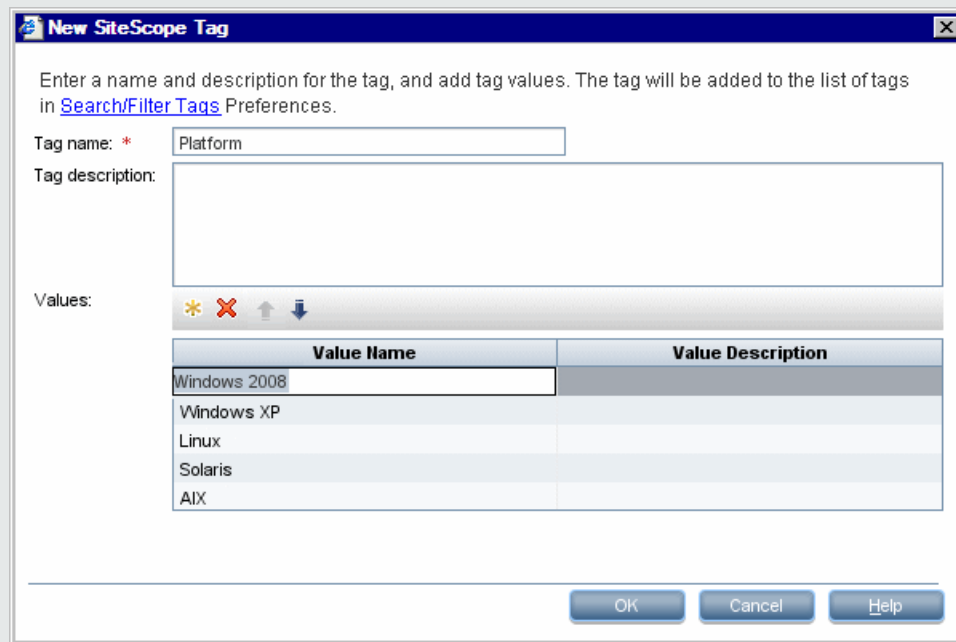 New SiteScope Tag
Enter a name and description for the tag, and add tag values. The tag will be added to the list of tags
in Search/Filter Tags Preferences.
Tag name: * Platform
Tag description:
Values:
Value Name Value Description
Windows 2008
Windows XP
Linux
Solaris
AIX
OK Cancel Help